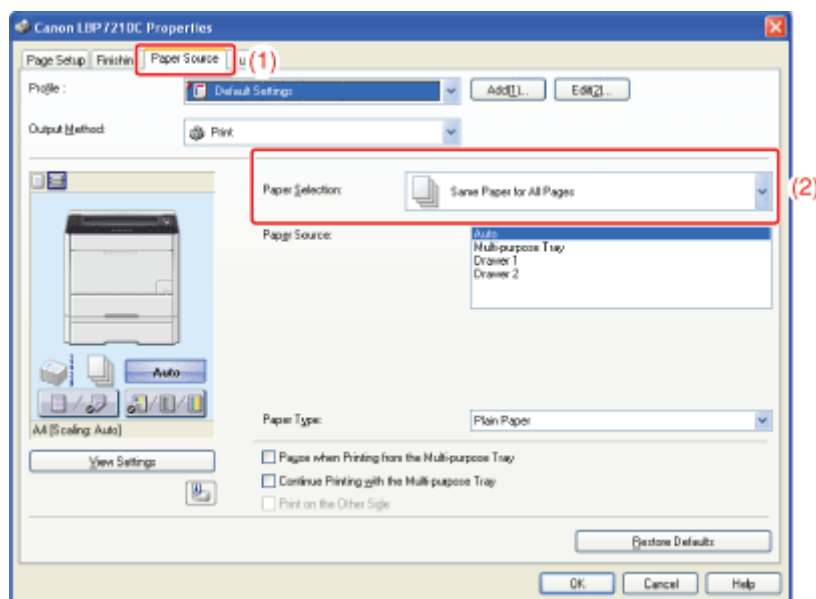 Canon LBP7210C Properties
Page Setup Finishin Paper Source u (1)
Profile : Default Settings Add(1)... Edit(2)...
Output Method: Print
Paper Selection: Same Paper for All Pages (2)
Paper Source: Auto
Multi-purpose Tray
Drawer 1
Drawer 2
Auto
Paper Type: Plain Paper
A4 [Scaling: Auto]
View Settings
Pause when Printing from the Multi-purpose Tray
Continue Printing with the Multi-purpose Tray
Print on the Other Side
Restore Defaults
OK Cancel Help